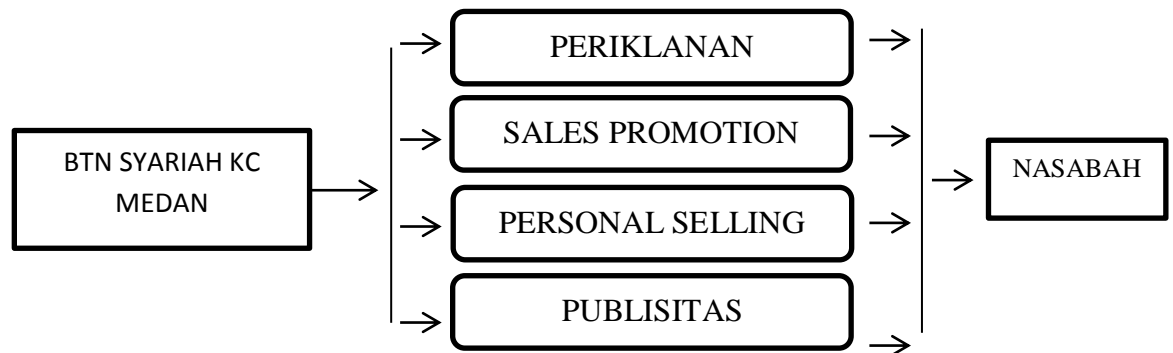 BTN SYARIAH KC
MEDAN
PERIKLANAN
SALES PROMOTION
PERSONAL SELLING
PUBLISITAS
NASABAH